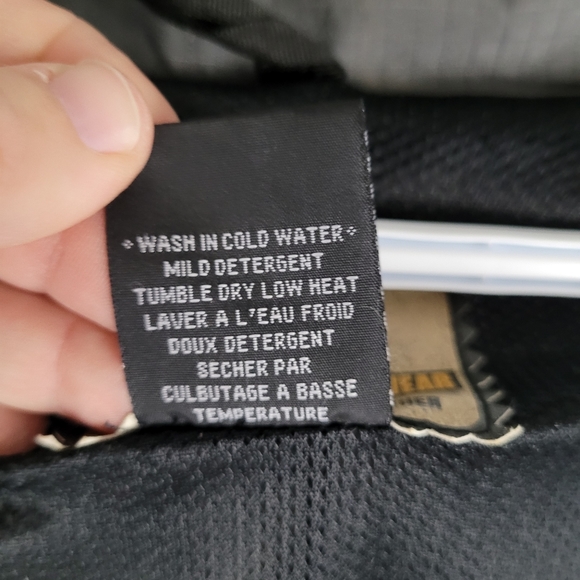 WASH IN COLD WATER
MILD DETERGENT
TUMBLE DRY LOW HEAT
LAVER A L'EAU FROID
DOUX DETERGENT
SECHER PAR
CULBUTAGE A BASSE
TEMPERATURE